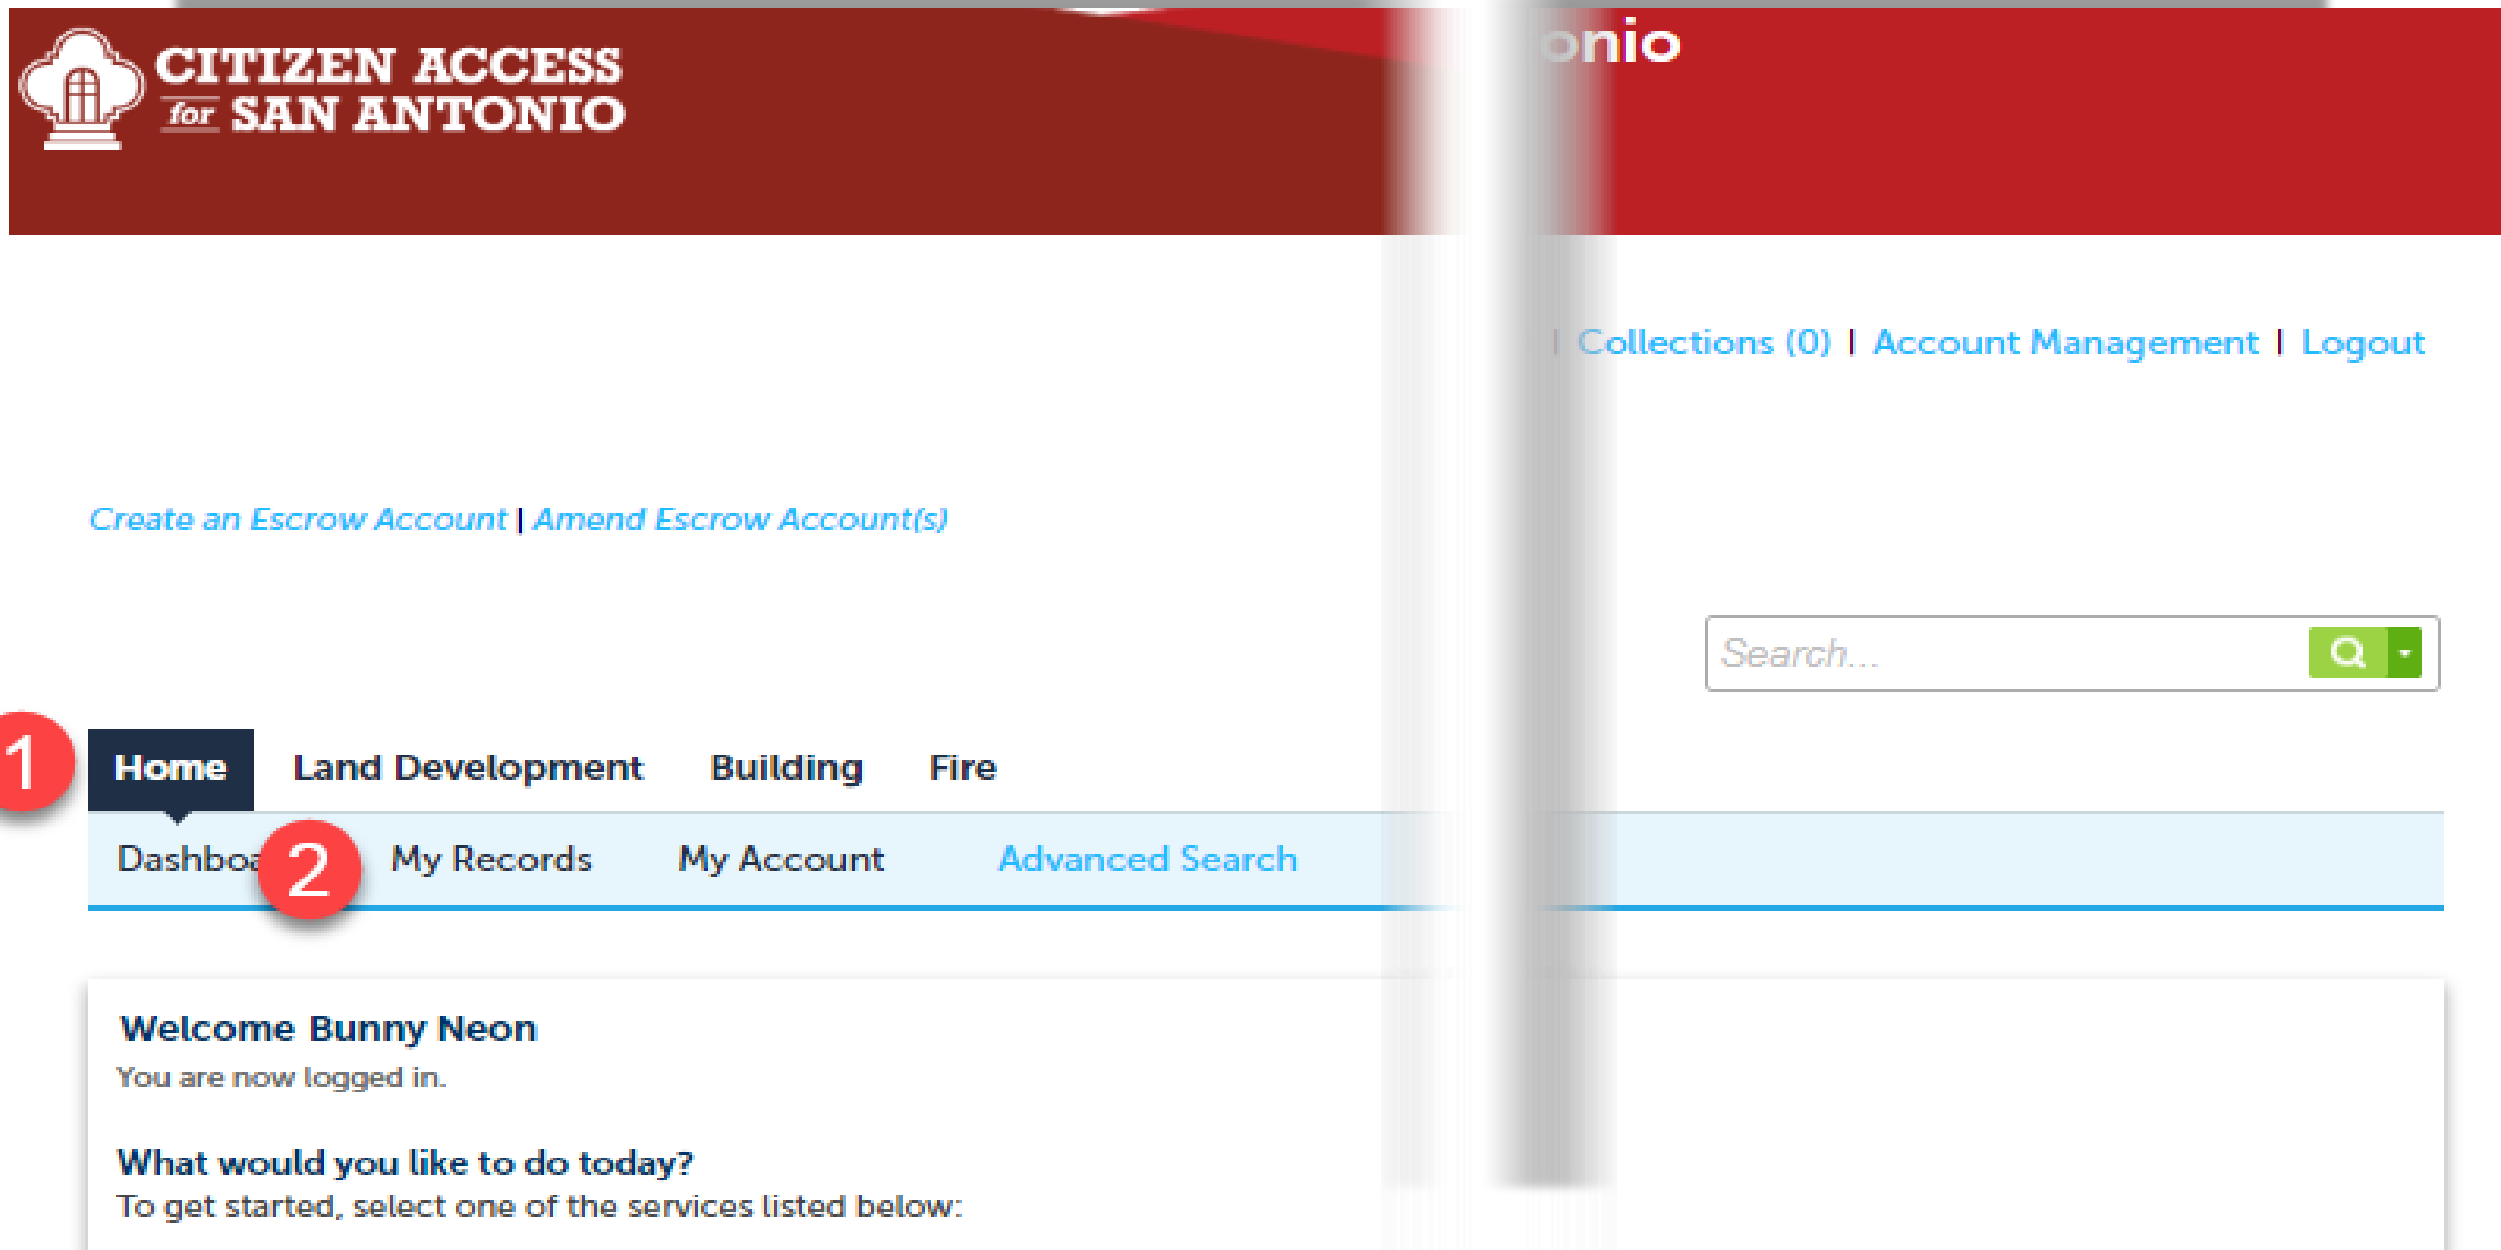 CITIZEN ACCESS
for SAN ANTONIO
onio
Collections (0) | Account Management | Logout
Create an Escrow Account | Amend Escrow Account(s)
Search...
1
Home Land Development Building Fire
2 My Records My Account Advanced Search
Welcome Bunny Neon
You are now logged in.
What would you like to do today?
To get started, select one of the services listed below: